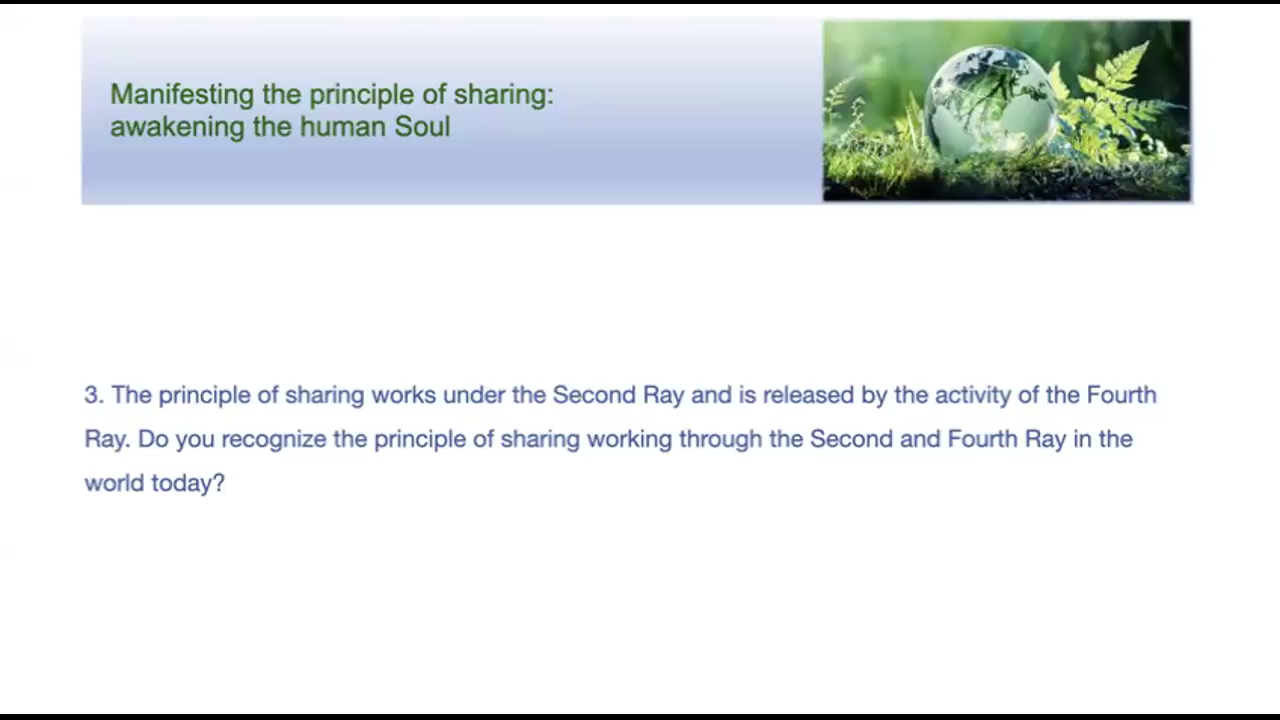 Manifesting the principle of sharing:
awakening the human Soul
3. The principle of sharing works under the Second Ray and is released by the activity of the Fourth
Ray. Do you recognize the principle of sharing working through the Second and Fourth Ray in the
world today?